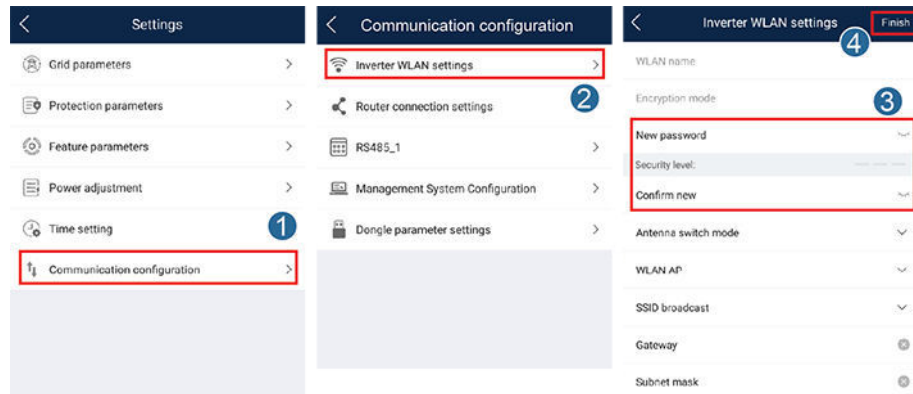 Settings
Grid parameters
Protection parameters
Feature parameters
Power adjustment
Time setting
1
Communication configuration
Communication configuration
Inverter WLAN settings
2
Router connection settings
RS485_1
Management System Configuration
Dongle parameter settings
Inverter WLAN settings
Finish
4
WLAN name
Encryption mode
3
New password
Security level:
Confirm new
Antenna switch mode
WLAN AP
SSID broadcast
Gateway
Subnet mask